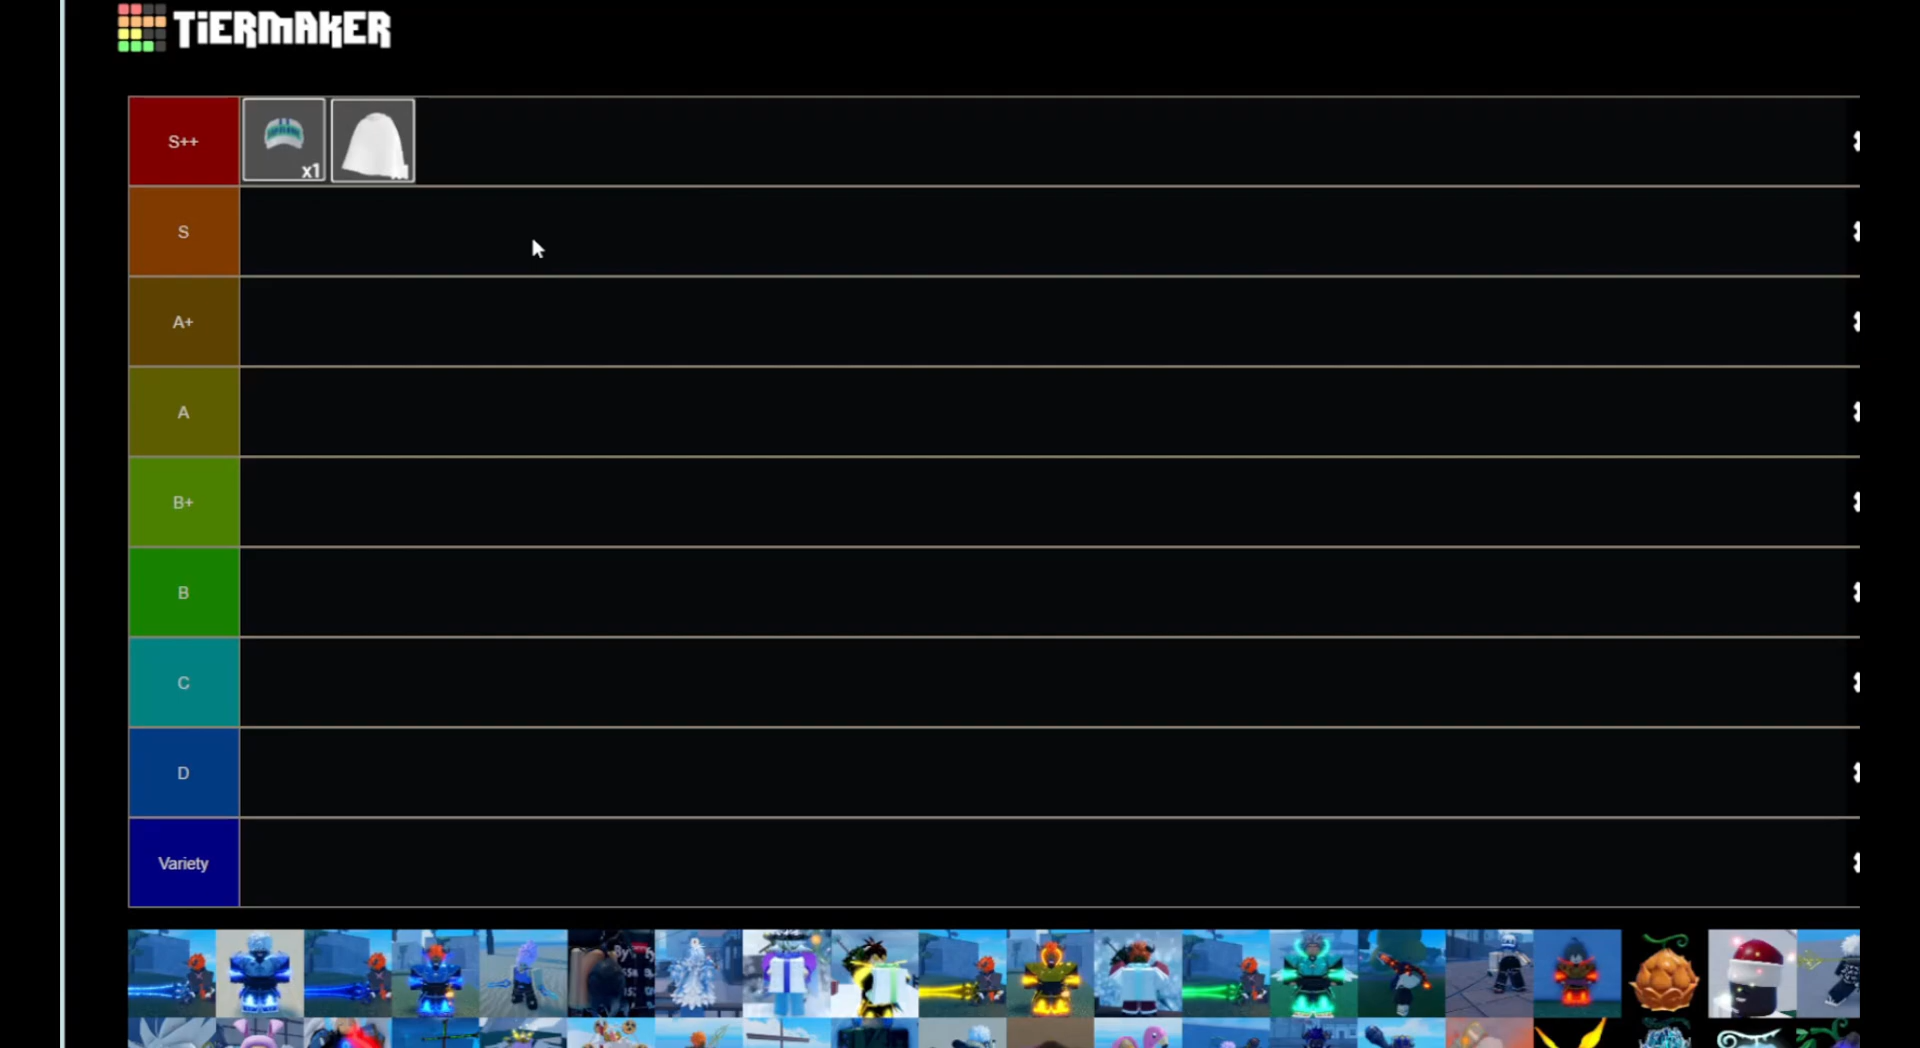 TiERMAKER
S++
x1
S
A+
A
B+
B
C
D
Variety